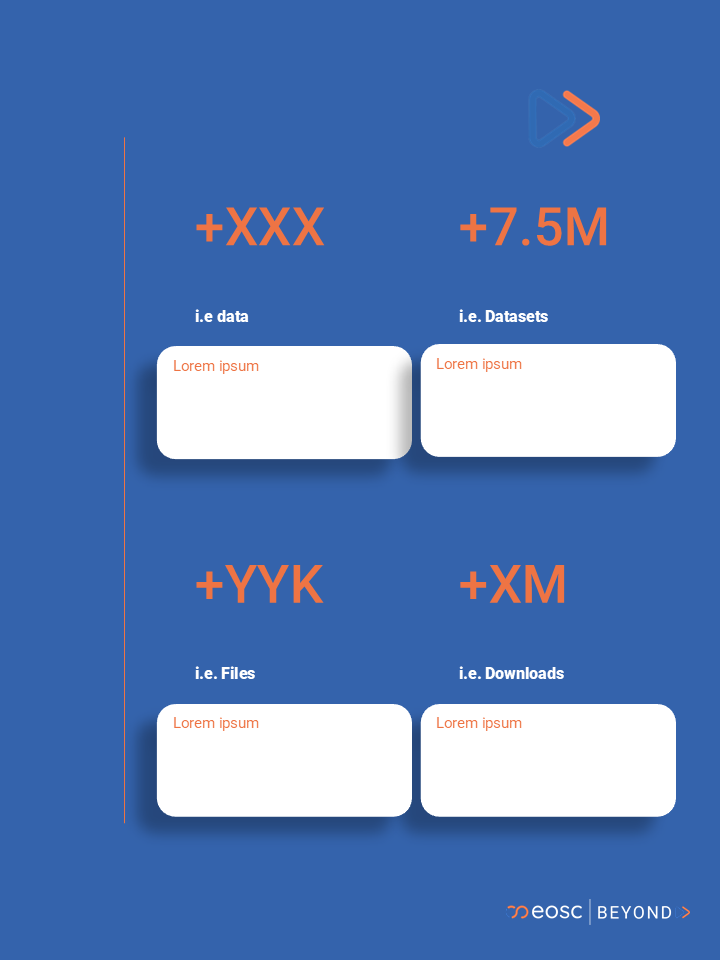 +XXX
+7.5M
i.e data
i.e. Datasets
Lorem ipsum
Lorem ipsum
+YYK
+XM
i.e. Files
i.e. Downloads
Lorem ipsum
Lorem ipsum
eosc BEYOND